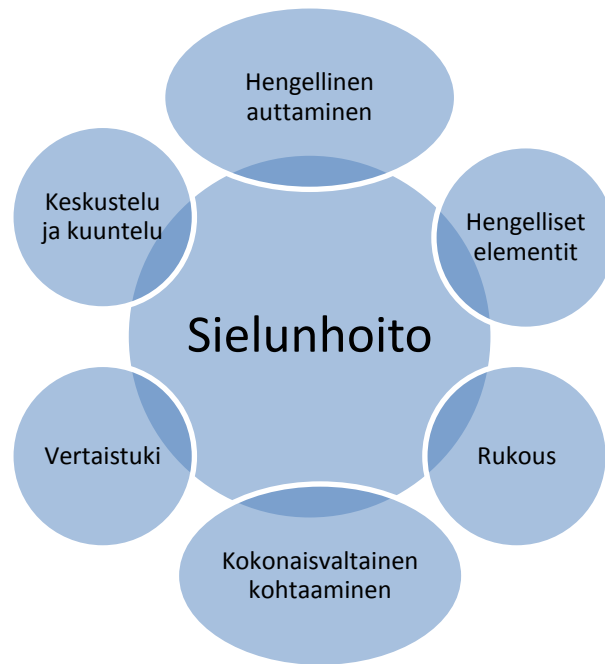 Hengellinen
auttaminen
Keskustelu
ja kuuntelu
Hengelliset
elementit
Sielunhoito
Vertaistuki
Rukous
Kokonaisvaltainen
kohtaaminen